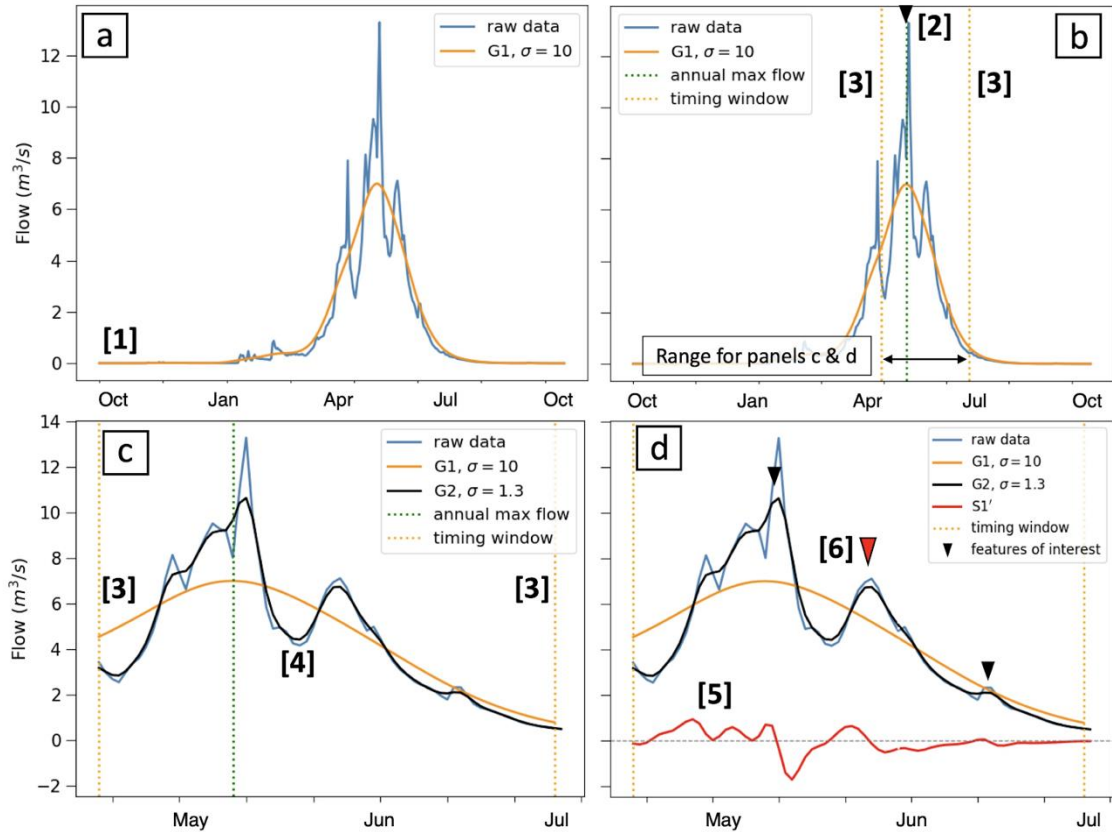 a
raw data
G1, σ = 10
12
10
8
6
4
2
0
Flow (m³/s)
[1]
Oct
Jan
Apr
Jul
Oct
b
raw data
G1, σ = 10
annual max flow
timing window
[2]
[3]
[3]
Range for panels c & d
Oct
Jan
Apr
Jul
Oct
c
raw data
G1, σ = 10
G2, σ = 1.3
annual max flow
timing window
14
12
10
8
6
4
2
0
−2
Flow (m³/s)
[3]
[3]
[4]
May
Jun
Jul
d
raw data
G1, σ = 10
G2, σ = 1.3
S1′
timing window
features of interest
[6]
[5]
May
Jun
Jul